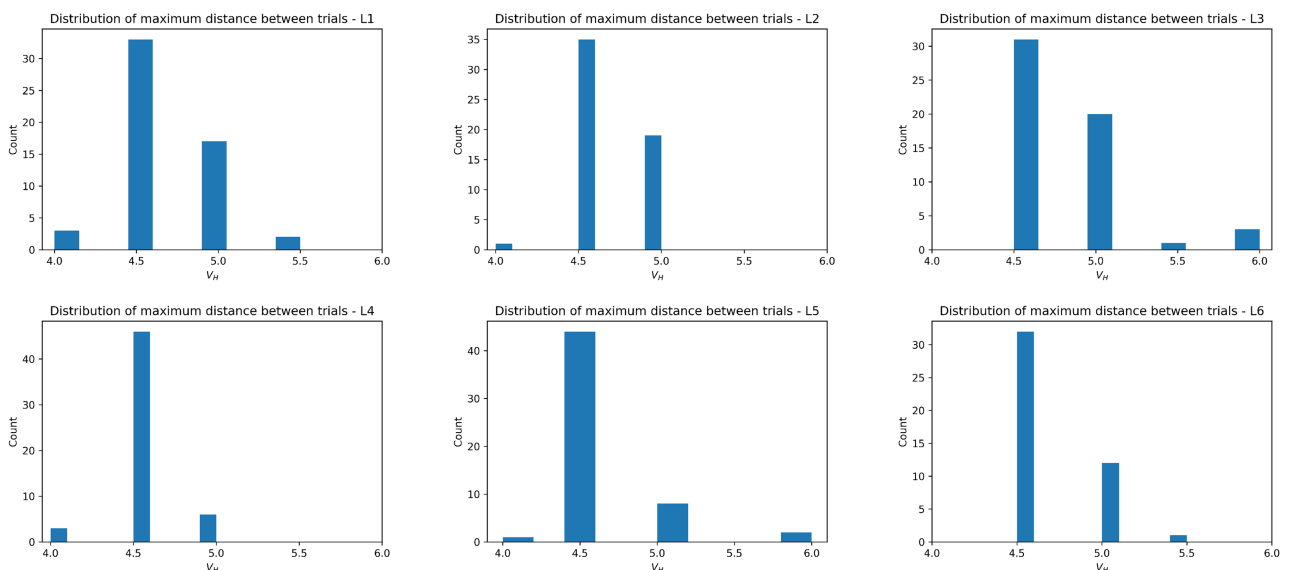 Distribution of maximum distance between trials - L1
Count
30
25
20
15
10
5
0
4.0 4.5 5.0 5.5 6.0
V_H
Distribution of maximum distance between trials - L2
Count
35
30
25
20
15
10
5
0
4.0 4.5 5.0 5.5 6.0
V_H
Distribution of maximum distance between trials - L3
Count
30
25
20
15
10
5
0
4.0 4.5 5.0 5.5 6.0
V_H
Distribution of maximum distance between trials - L4
Count
40
30
20
10
0
4.0 4.5 5.0 5.5 6.0
V_H
Distribution of maximum distance between trials - L5
Count
40
30
20
10
0
4.0 4.5 5.0 5.5 6.0
V_H
Distribution of maximum distance between trials - L6
Count
30
25
20
15
10
5
0
4.0 4.5 5.0 5.5 6.0
V_H